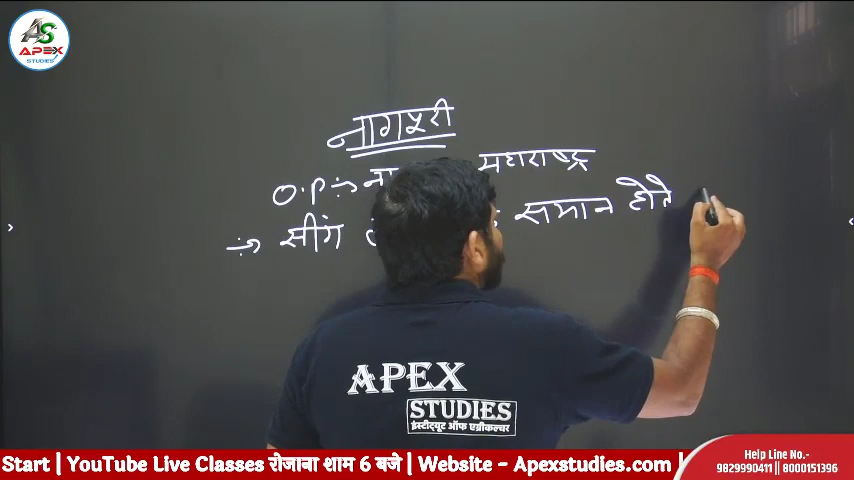 AS
APEX
STUDIES
नागपुरी
O.P → ना महाराष्ट्र
→ सींग समान होते
APEX
STUDIES
इंस्टीट्यूट ऑफ एग्रीकल्चर
Start | YouTube Live Classes रोजाना शाम 6 बजे | Website - Apexstudies.com |
Help Line No.-
9829990411 || 8000151396